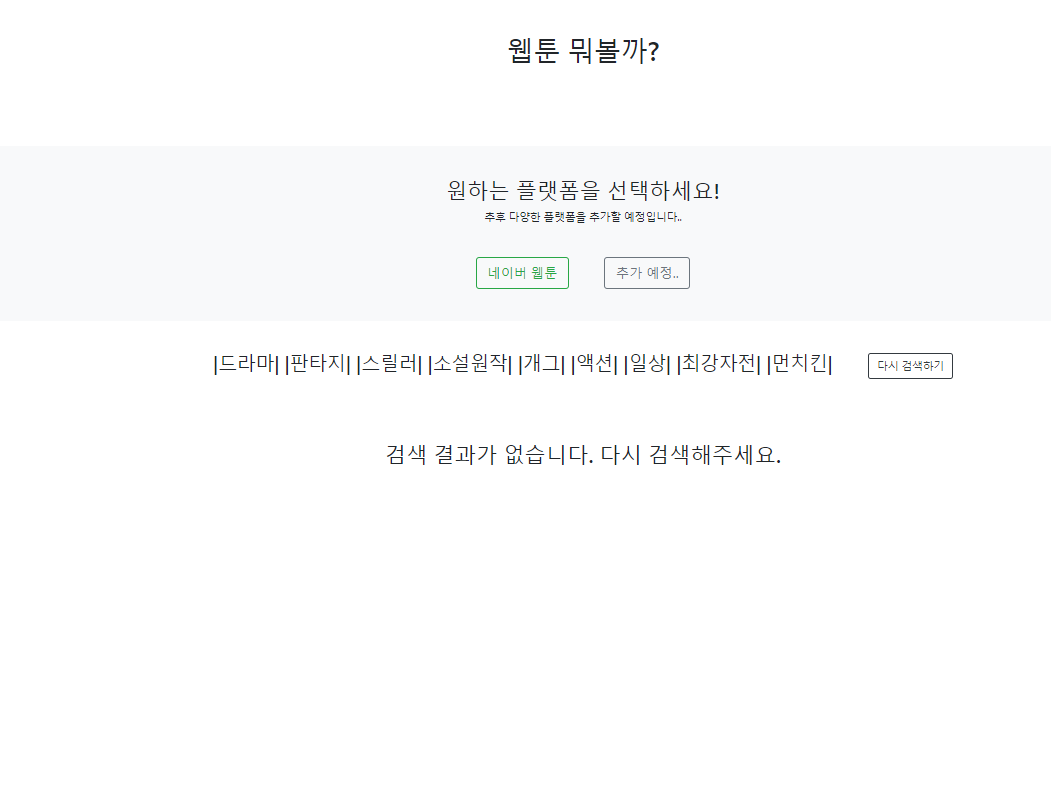 웹툰 뭐볼까?
원하는 플랫폼을 선택하세요!
추후 다양한 플랫폼을 추가할 예정입니다..
네이버 웹툰 추가 예정..
|드라마| |판타지| |스릴러| |소설원작| |개그| |액션| |일상| |최강자전| |먼치킨| 다시 검색하기
검색 결과가 없습니다. 다시 검색해주세요.